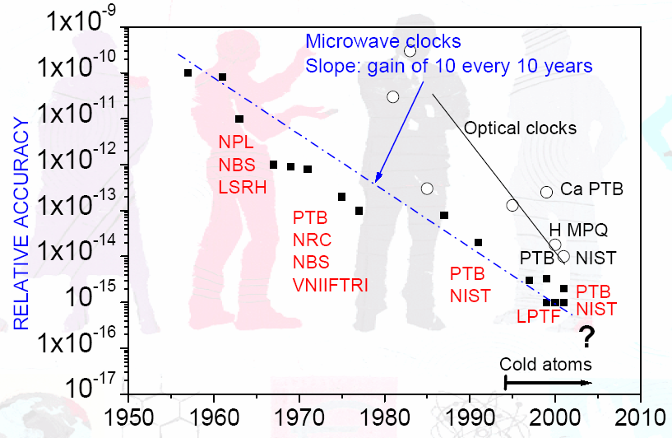 1x10^-9
1x10^-10
1x10^-11
1x10^-12
1x10^-13
1x10^-14
1x10^-15
1x10^-16
10^-17
RELATIVE ACCURACY
Microwave clocks
Slope: gain of 10 every 10 years
Optical clocks
NPL
NBS
LSRH
PTB
NRC
NBS
VNIIFTRI
Ca PTB
H MPQ
PTB
NIST
PTB
NIST
PTB
NIST
LPTF
?
Cold atoms
1950 1960 1970 1980 1990 2000 2010